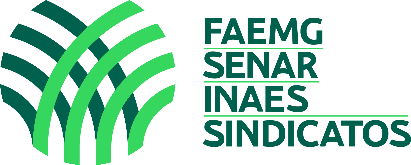 FAEMG
SENAR
INAES
SINDICATOS